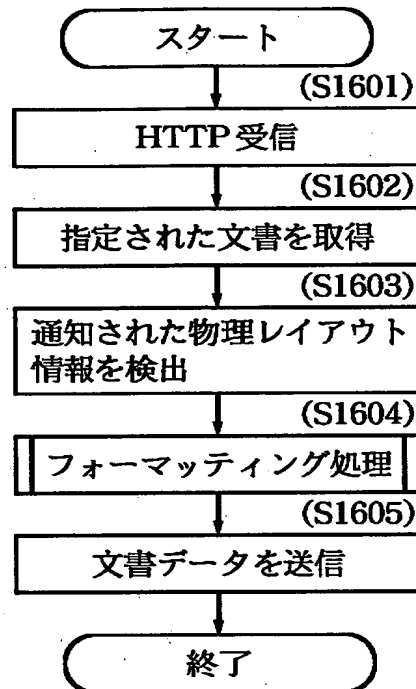 スタート
(S1601)
HTTP受信
(S1602)
指定された文書を取得
(S1603)
通知された物理レイアウト
情報を検出
(S1604)
フォーマッティング処理
(S1605)
文書データを送信
終了